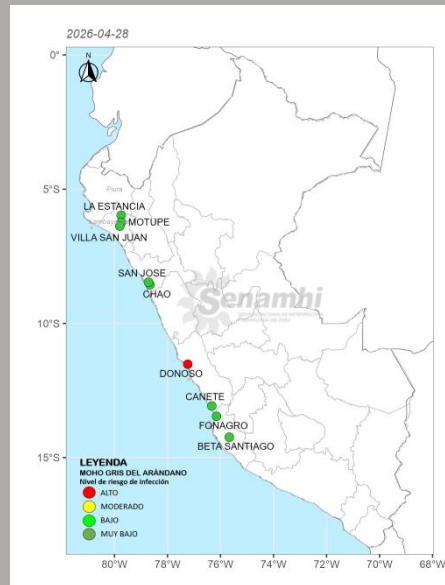 2026-04-28
N
0°
5°S
10°S
15°S
Piura
LA ESTANCIA
MOTUPE
VILLA SAN JUAN
SAN JOSE
CHAO
Senamhi
DONOSO
CANETE
FONAGRO
BETA SANTIAGO
LEYENDA
MOHO GRIS DEL ARÁNDANO
Nivel de riesgo de infección
ALTO
MODERADO
BAJO
MUY BAJO
80°W 78°W 76°W 74°W 72°W 70°W 68°W